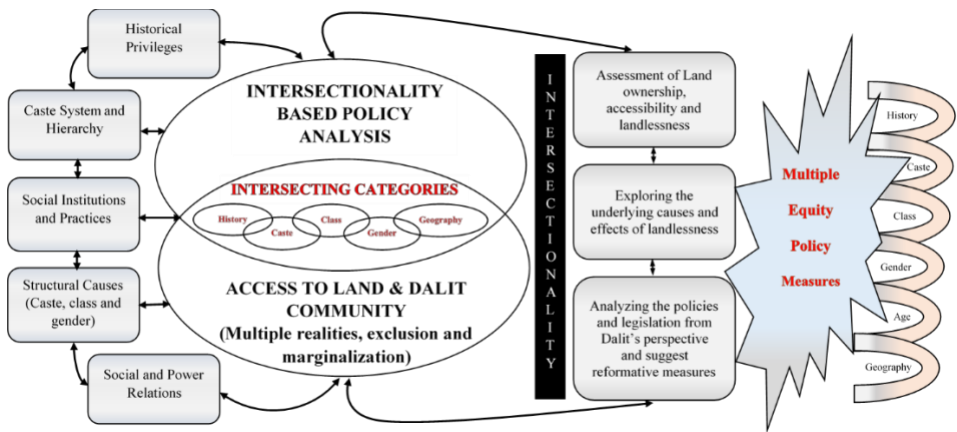 Historical
Privileges
Caste System and
Hierarchy
Social Institutions
and Practices
Structural Causes
(Caste, class and
gender)
Social and Power
Relations
INTERSECTIONALITY
BASED POLICY
ANALYSIS
INTERSECTING CATEGORIES
History
Caste
Class
Gender
Geography
ACCESS TO LAND & DALIT
COMMUNITY
(Multiple realities, exclusion and
marginalization)
INTERSECTIONALITY
Assessment of Land
ownership,
accessibility and
landlessness
Exploring the
underlying causes and
effects of landlessness
Analyzing the policies
and legislation from
Dalit's perspective
and suggest
reformative measures
Multiple
Equity
Policy
Measures
History
Caste
Class
Gender
Age
Geography